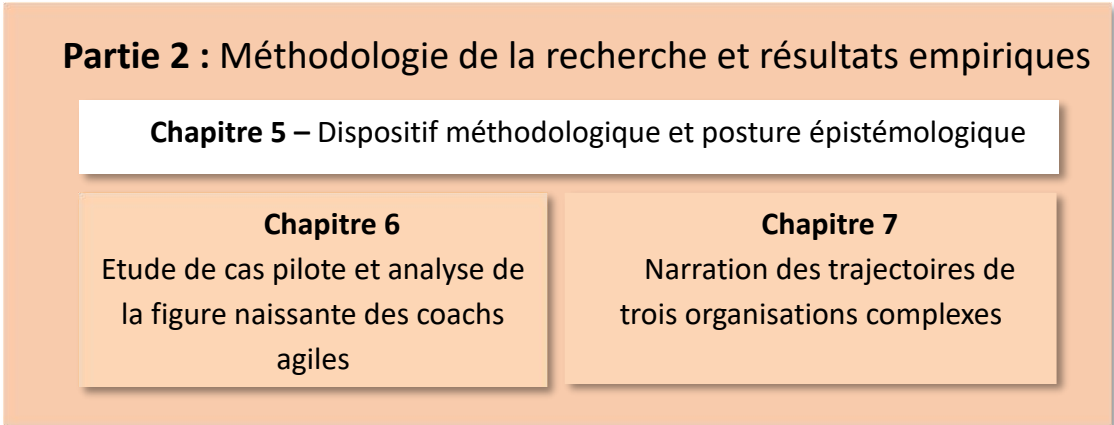 Partie 2 : Méthodologie de la recherche et résultats empiriques
Chapitre 5 – Dispositif méthodologique et posture épistémologique
Chapitre 6
Etude de cas pilote et analyse de
la figure naissante des coachs
agiles
Chapitre 7
Narration des trajectoires de
trois organisations complexes